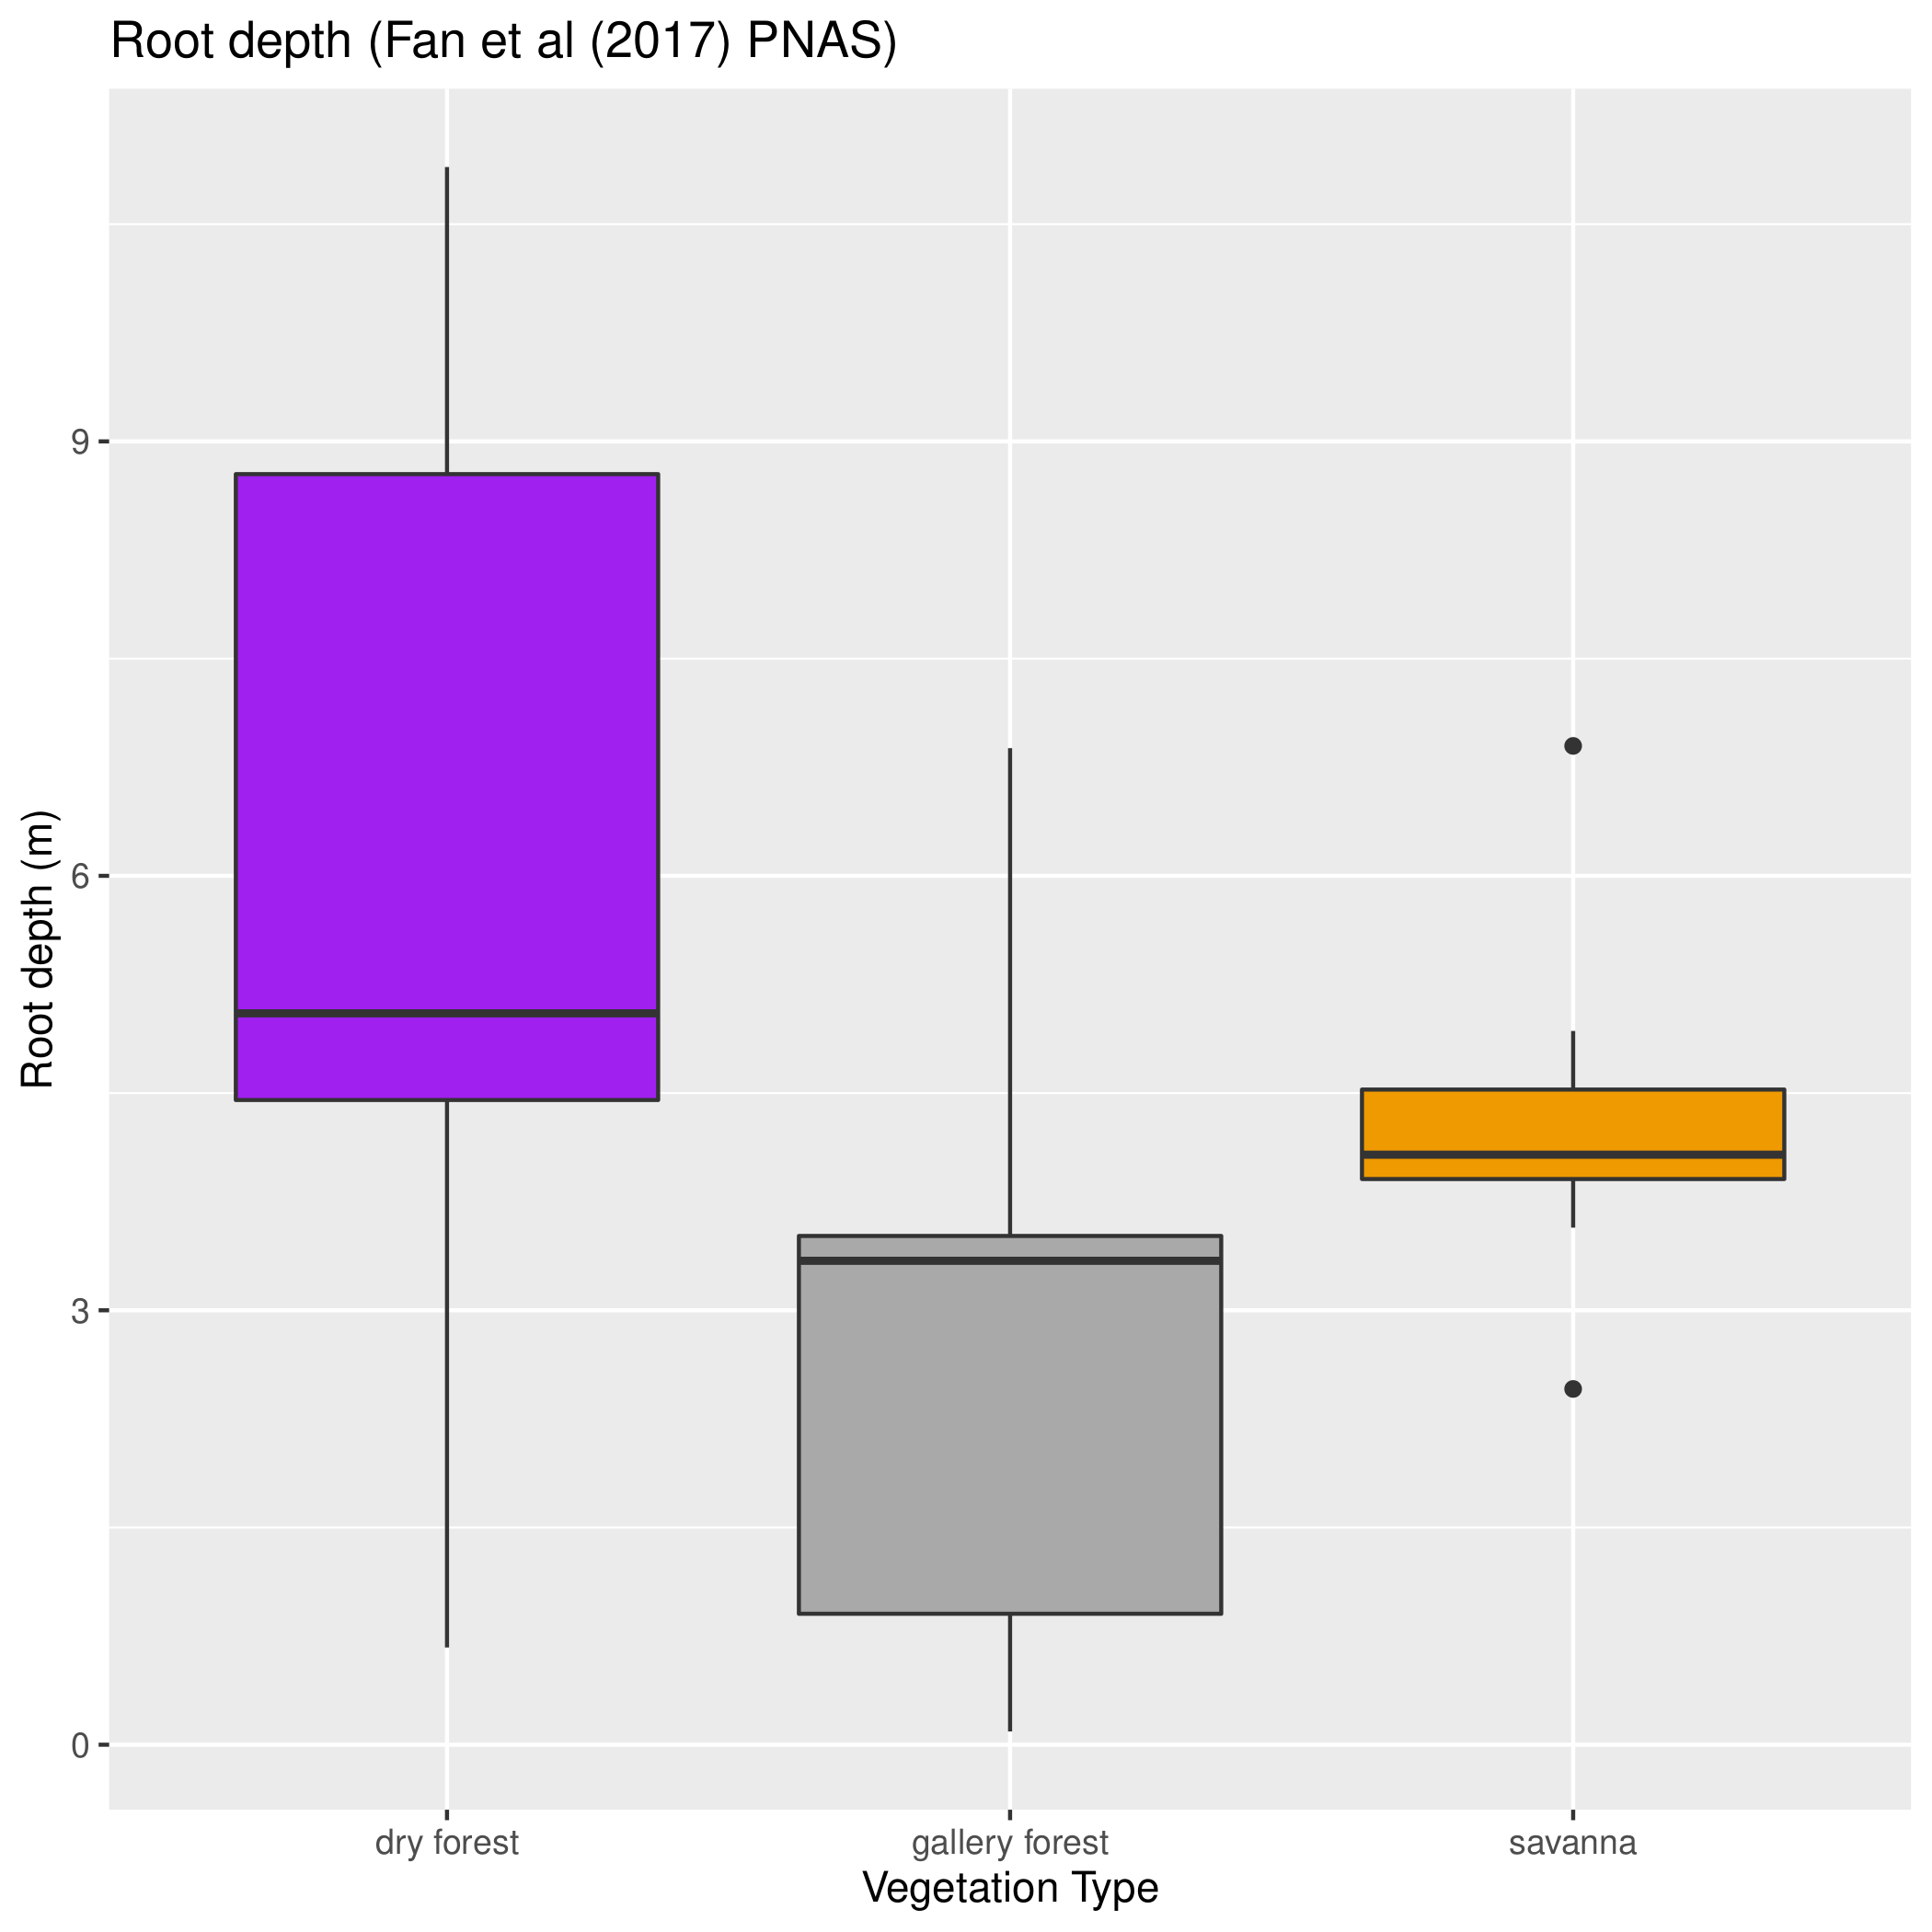 Root depth (Fan et al (2017) PNAS)
Root depth (m)
9
6
3
0
dry forest
gallery forest
savanna
Vegetation Type